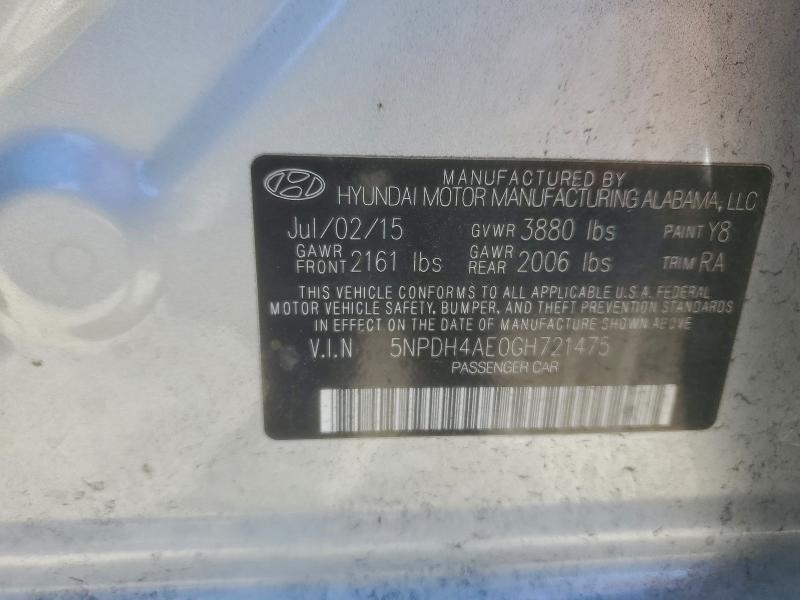 MANUFACTURED BY
HYUNDAI MOTOR MANUFACTURING ALABAMA, LLC
Jul/02/15 GVWR 3880 lbs PAINT Y8
GAWR FRONT 2161 lbs GAWR REAR 2006 lbs TRIM RA
THIS VEHICLE CONFORMS TO ALL APPLICABLE U.S.A. FEDERAL
MOTOR VEHICLE SAFETY, BUMPER, AND THEFT PREVENTION STANDARDS
IN EFFECT ON THE DATE OF MANUFACTURE SHOWN ABOVE.
V.I.N 5NPDH4AE0GH721475
PASSENGER CAR